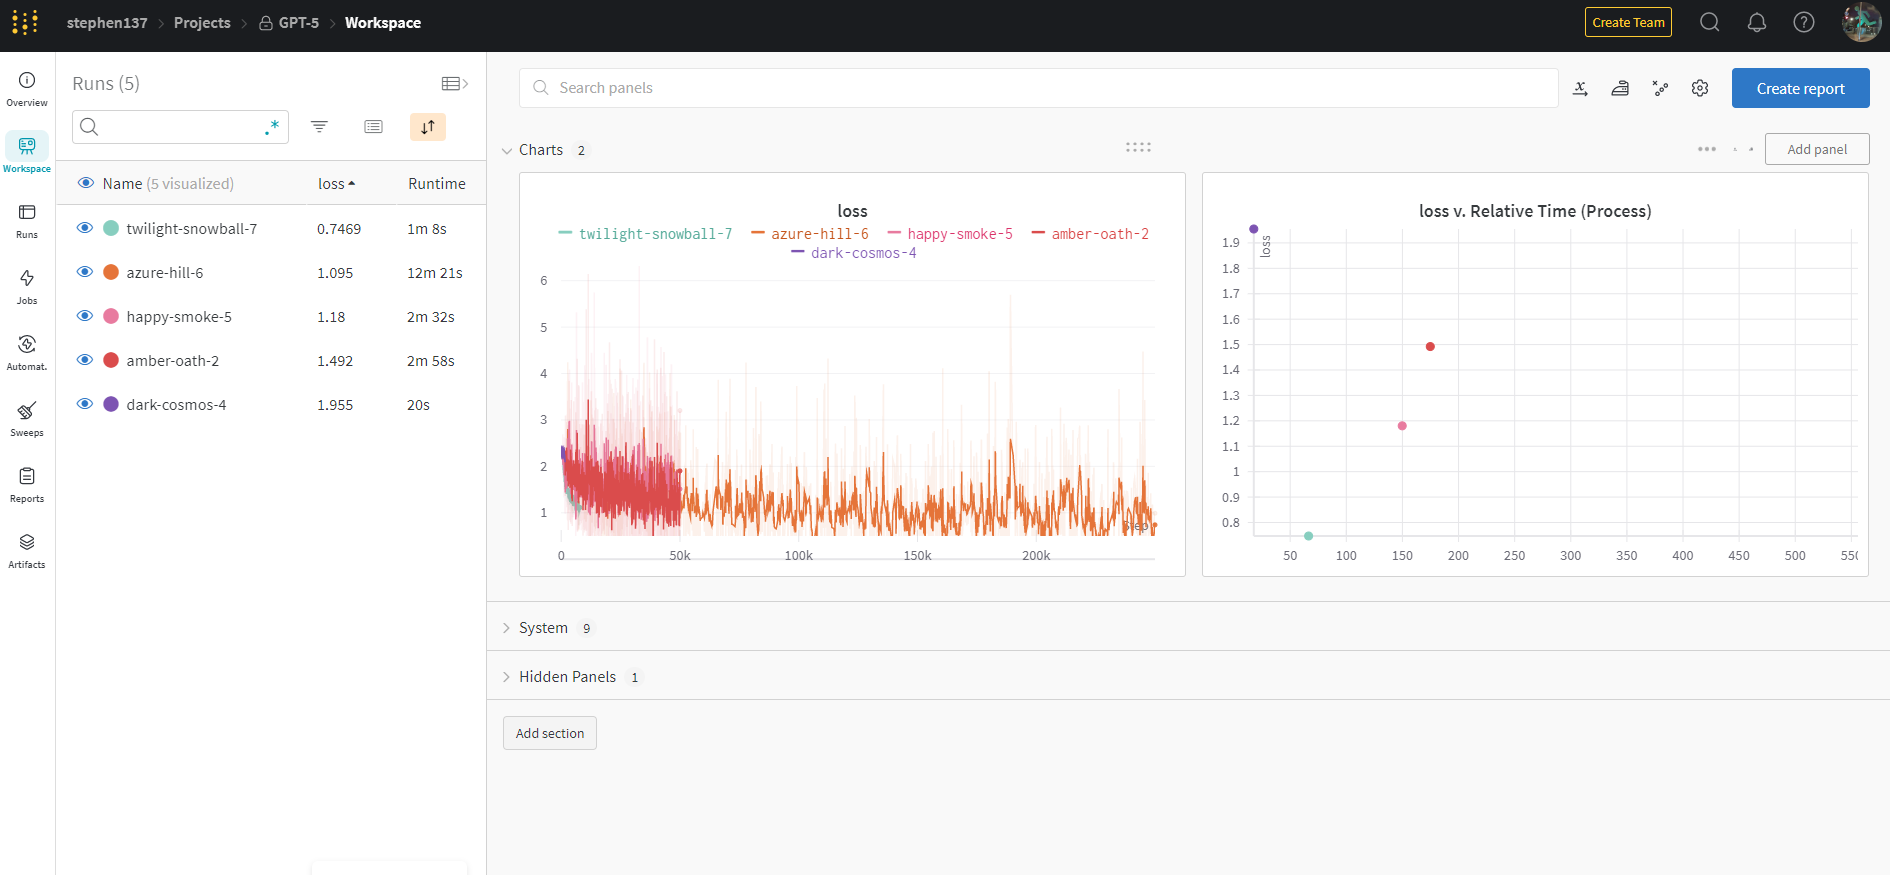 stephen137 > Projects > GPT-5 > Workspace
Create Team
Overview
Workspace
Runs
Jobs
Automat.
Sweeps
Reports
Artifacts
Runs (5)
.*
Name (5 visualized) loss Runtime
twilight-snowball-7 0.7469 1m 8s
azure-hill-6 1.095 12m 21s
happy-smoke-5 1.18 2m 32s
amber-oath-2 1.492 2m 58s
dark-cosmos-4 1.955 20s
Search panels
Create report
Charts 2
Add panel
loss
twilight-snowball-7 azure-hill-6 happy-smoke-5 amber-oath-2
dark-cosmos-4
6
5
4
3
2
1
Step
0 50k 100k 150k 200k
loss v. Relative Time (Process)
loss
1.9
1.8
1.7
1.6
1.5
1.4
1.3
1.2
1.1
1
0.9
0.8
50 100 150 200 250 300 350 400 450 500 550
System 9
Hidden Panels 1
Add section